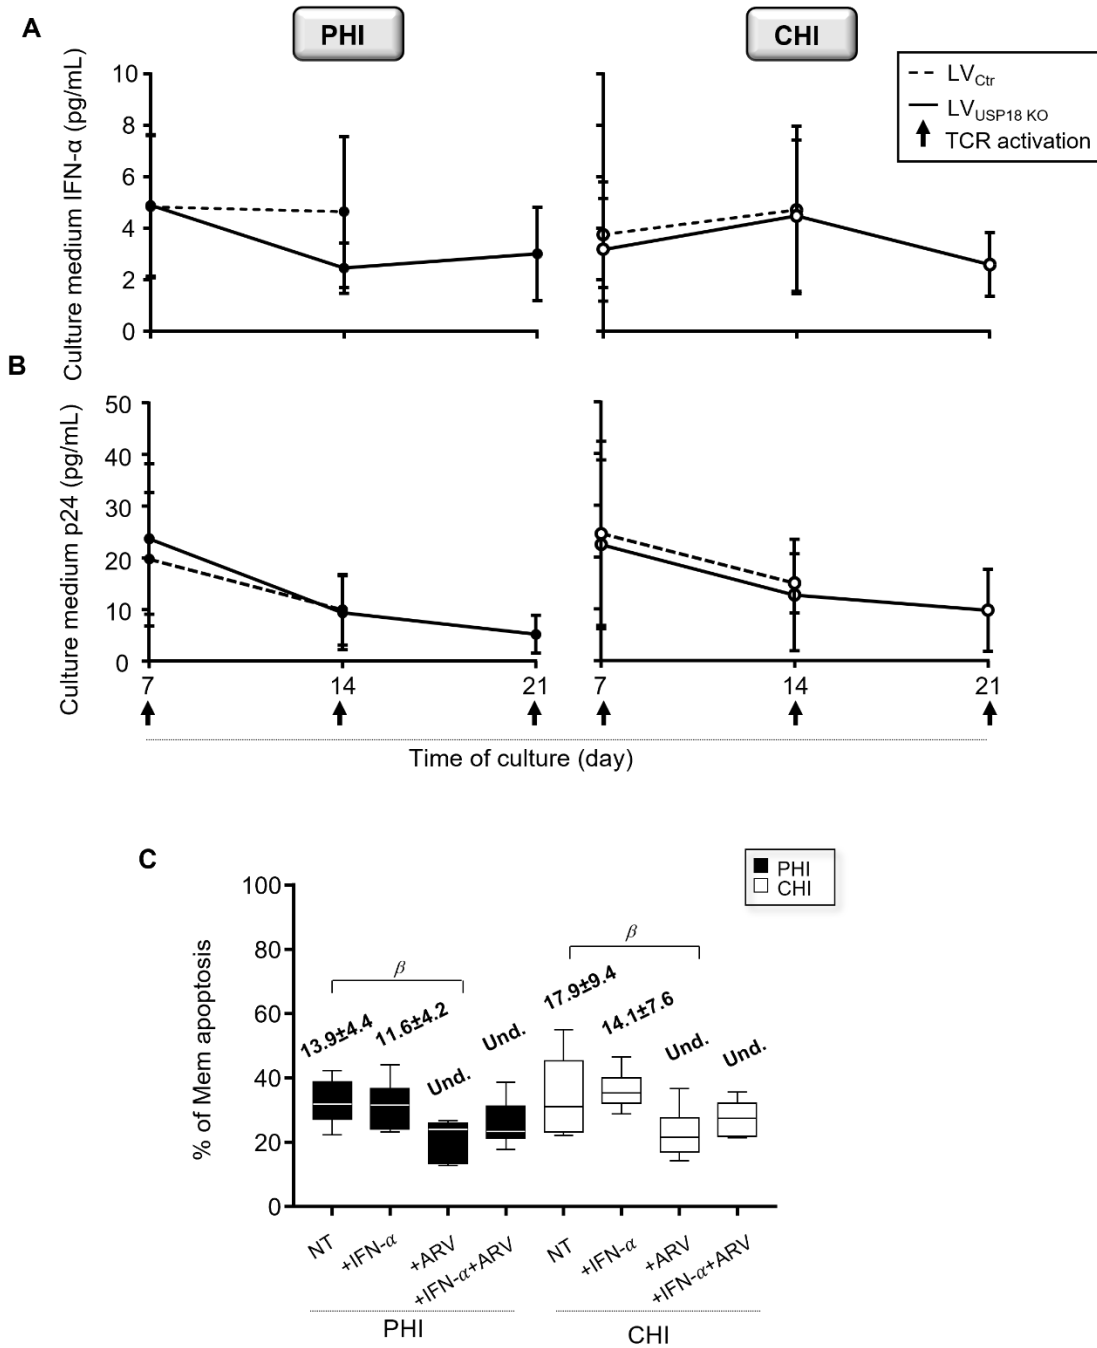 A
PHI
CHI
LVCtr
LVUSP18 KO
TCR activation
Culture medium IFN-α (pg/mL)
10
8
6
4
2
0
B
Culture medium p24 (pg/mL)
50
40
30
20
10
0
7
14
21
7
14
21
Time of culture (day)
C
PHI
CHI
% of Mem apoptosis
100
80
60
40
20
0
β
β
13.9±4.4
11.6±4.2
Und.
Und.
17.9±9.4
14.1±7.6
Und.
Und.
NT
+IFN-α
+ARV
+IFN-α+ARV
NT
+IFN-α
+ARV
+IFN-α+ARV
PHI
CHI